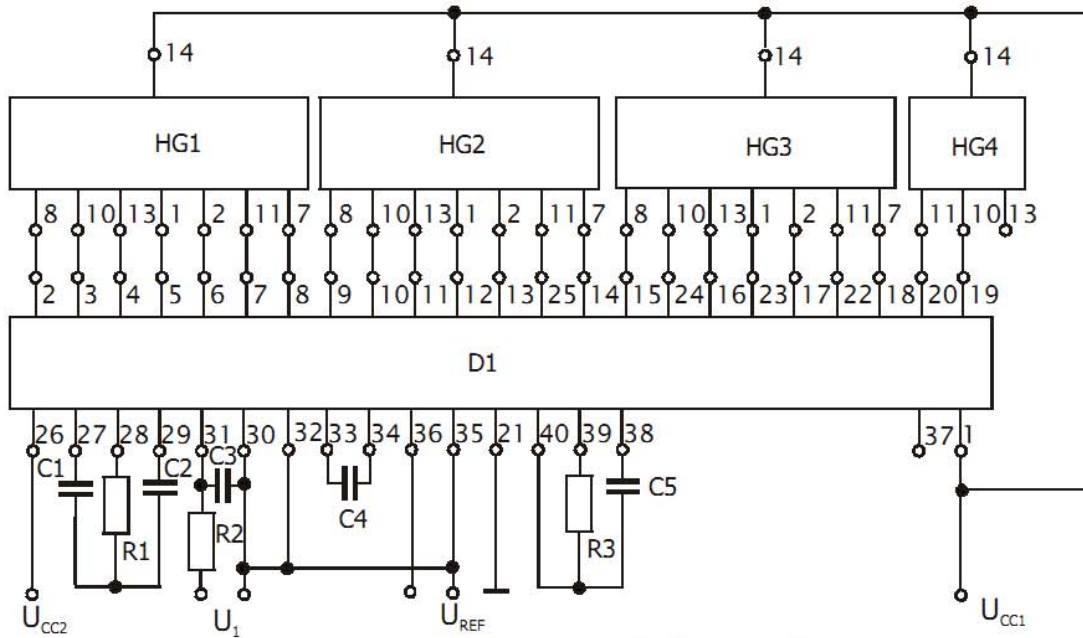 14 14 14 14
HG1 HG2 HG3 HG4
8 10 13 1 2 11 7 8 10 13 1 2 11 7 8 10 13 1 2 11 7 11 10 13
2 3 4 5 6 7 8 9 10 11 12 13 25 14 15 24 16 23 17 22 18 20 19
D1
26 27 28 29 31 30 32 33 34 36 35 21 40 39 38 37 1
C1 C2 C3 C4 C5
R1 R2 R3
UCC2 U1 UREF UCC1